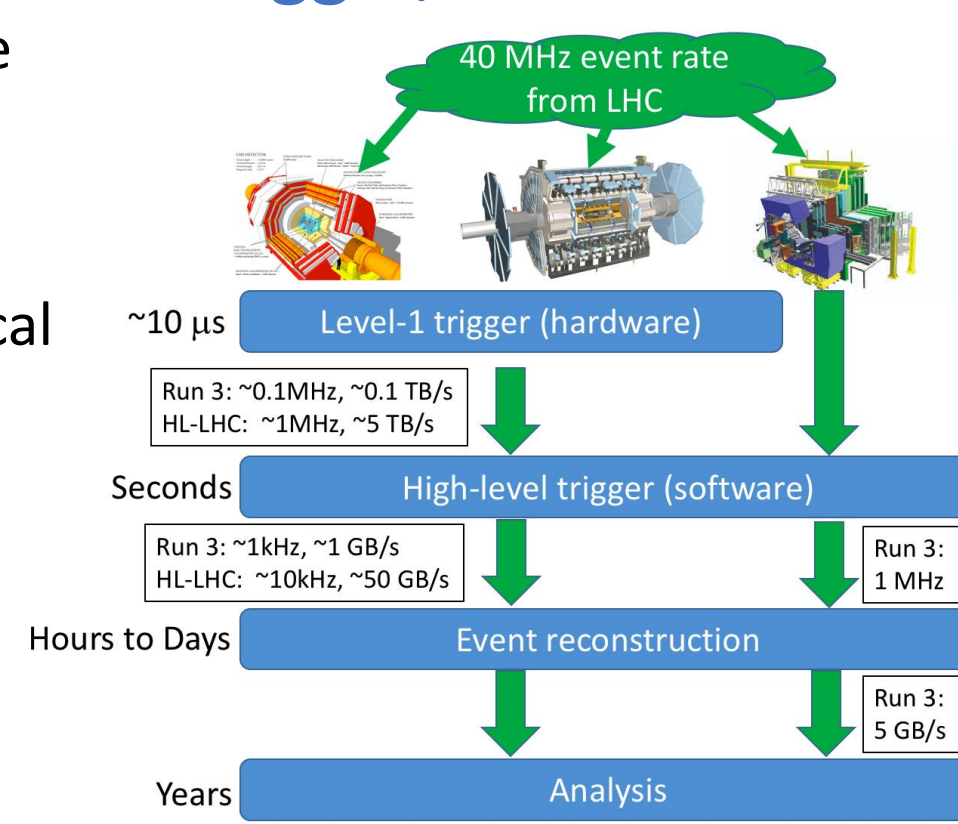 40 MHz event rate
from LHC
CMS DETECTOR
~10 μs
Level-1 trigger (hardware)
Run 3: ~0.1MHz, ~0.1 TB/s
HL-LHC: ~1MHz, ~5 TB/s
Seconds
High-level trigger (software)
Run 3: ~1kHz, ~1 GB/s
HL-LHC: ~10kHz, ~50 GB/s
Run 3:
1 MHz
Hours to Days
Event reconstruction
Run 3:
5 GB/s
Years
Analysis